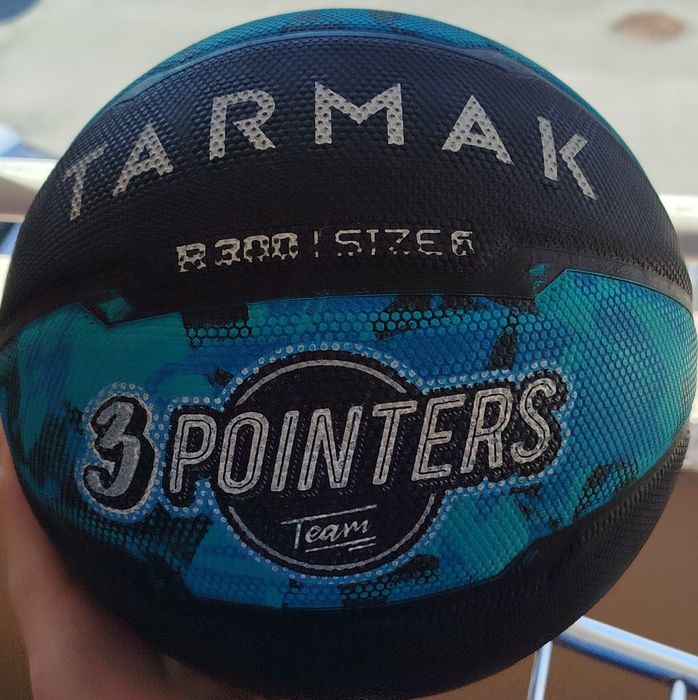 TARMAK
R300 | SIZE 6
3 POINTERS
Team